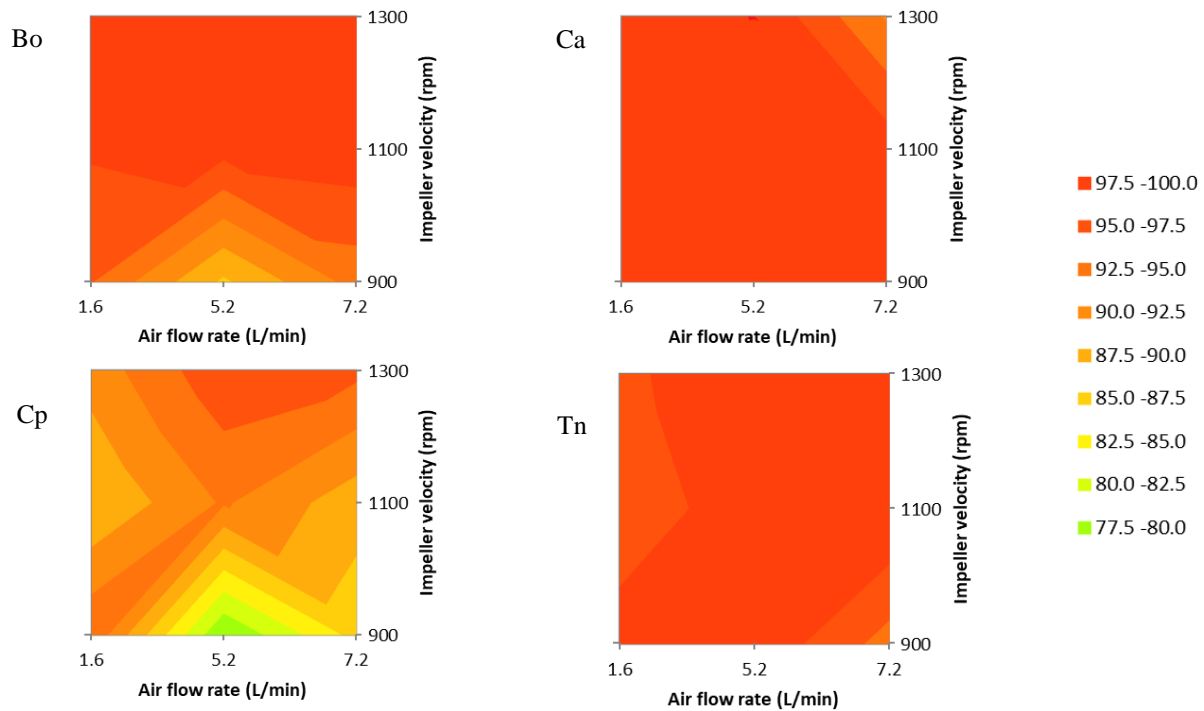 Bo
1300
1100
900
Impeller velocity (rpm)
1.6 5.2 7.2
Air flow rate (L/min)
Ca
1300
1100
900
Impeller velocity (rpm)
1.6 5.2 7.2
Air flow rate (L/min)
Cp
1300
1100
900
Impeller velocity (rpm)
1.6 5.2 7.2
Air flow rate (L/min)
Tn
1300
1100
900
Impeller velocity (rpm)
1.6 5.2 7.2
Air flow rate (L/min)
97.5 -100.0
95.0 -97.5
92.5 -95.0
90.0 -92.5
87.5 -90.0
85.0 -87.5
82.5 -85.0
80.0 -82.5
77.5 -80.0